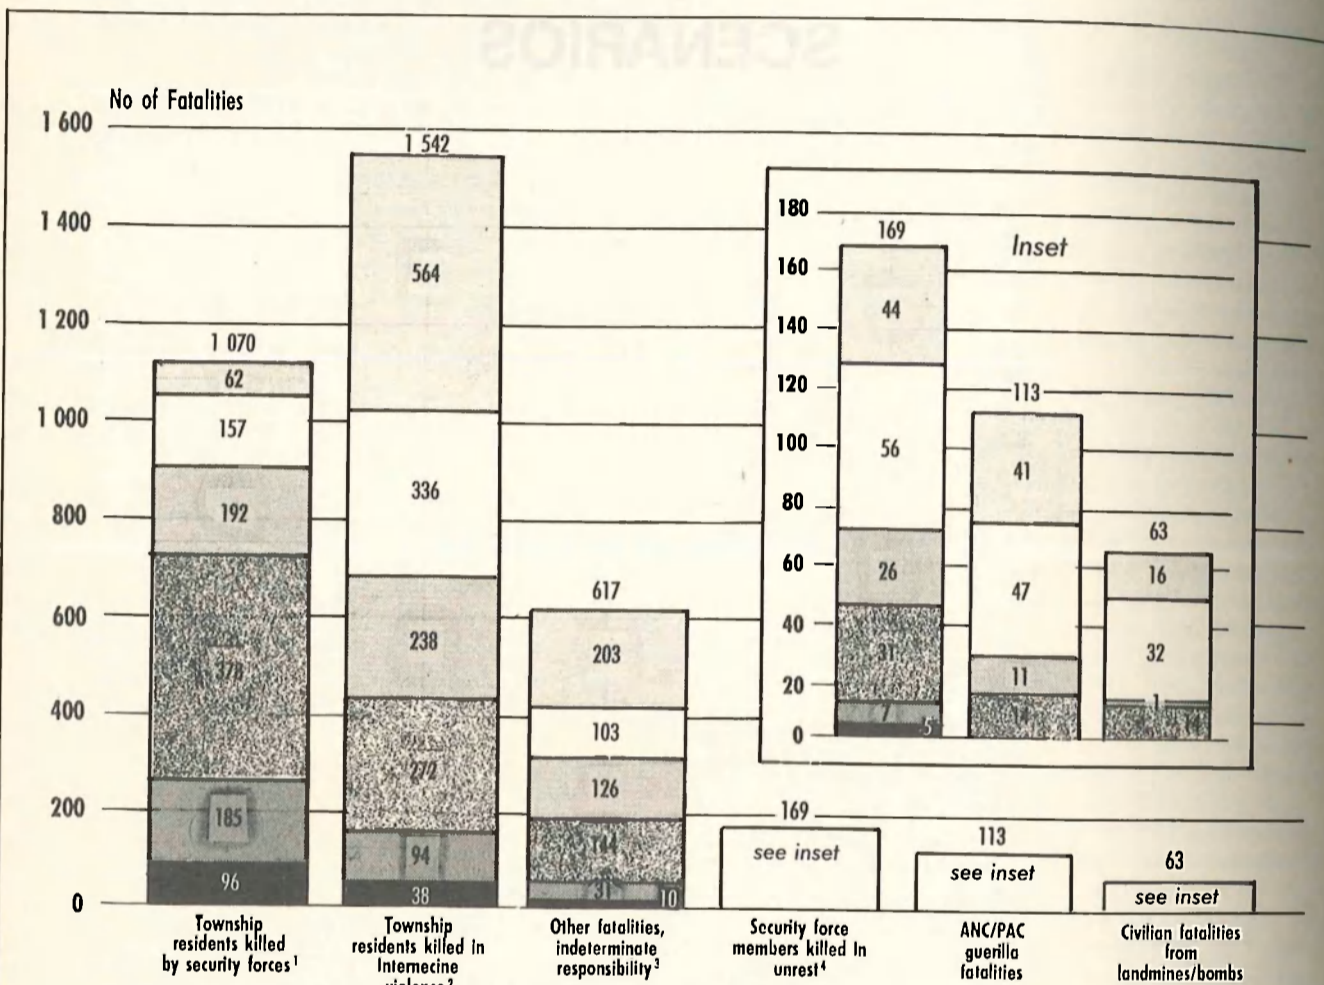 SCENARIOS
No of Fatalities
1 600
1 400
1 200
1 000
800
600
400
200
0
1 070
62
157
192
378
185
96
1 542
564
336
238
272
94
38
617
203
103
126
144
31
10
169
see inset
113
see inset
63
see inset
Inset
180
160
140
120
100
80
60
40
20
0
169
44
56
26
31
7
5
113
41
47
11
14
63
16
32
1
14
Township
residents killed
by security forces¹
Township
residents killed in
Internecine
violence²
Other fatalities,
indeterminate
responsibility³
Security force
members killed In
unrest⁴
ANC/PAC
guerilla
fatalities
Civilian fatalities
from
landmines/bombs